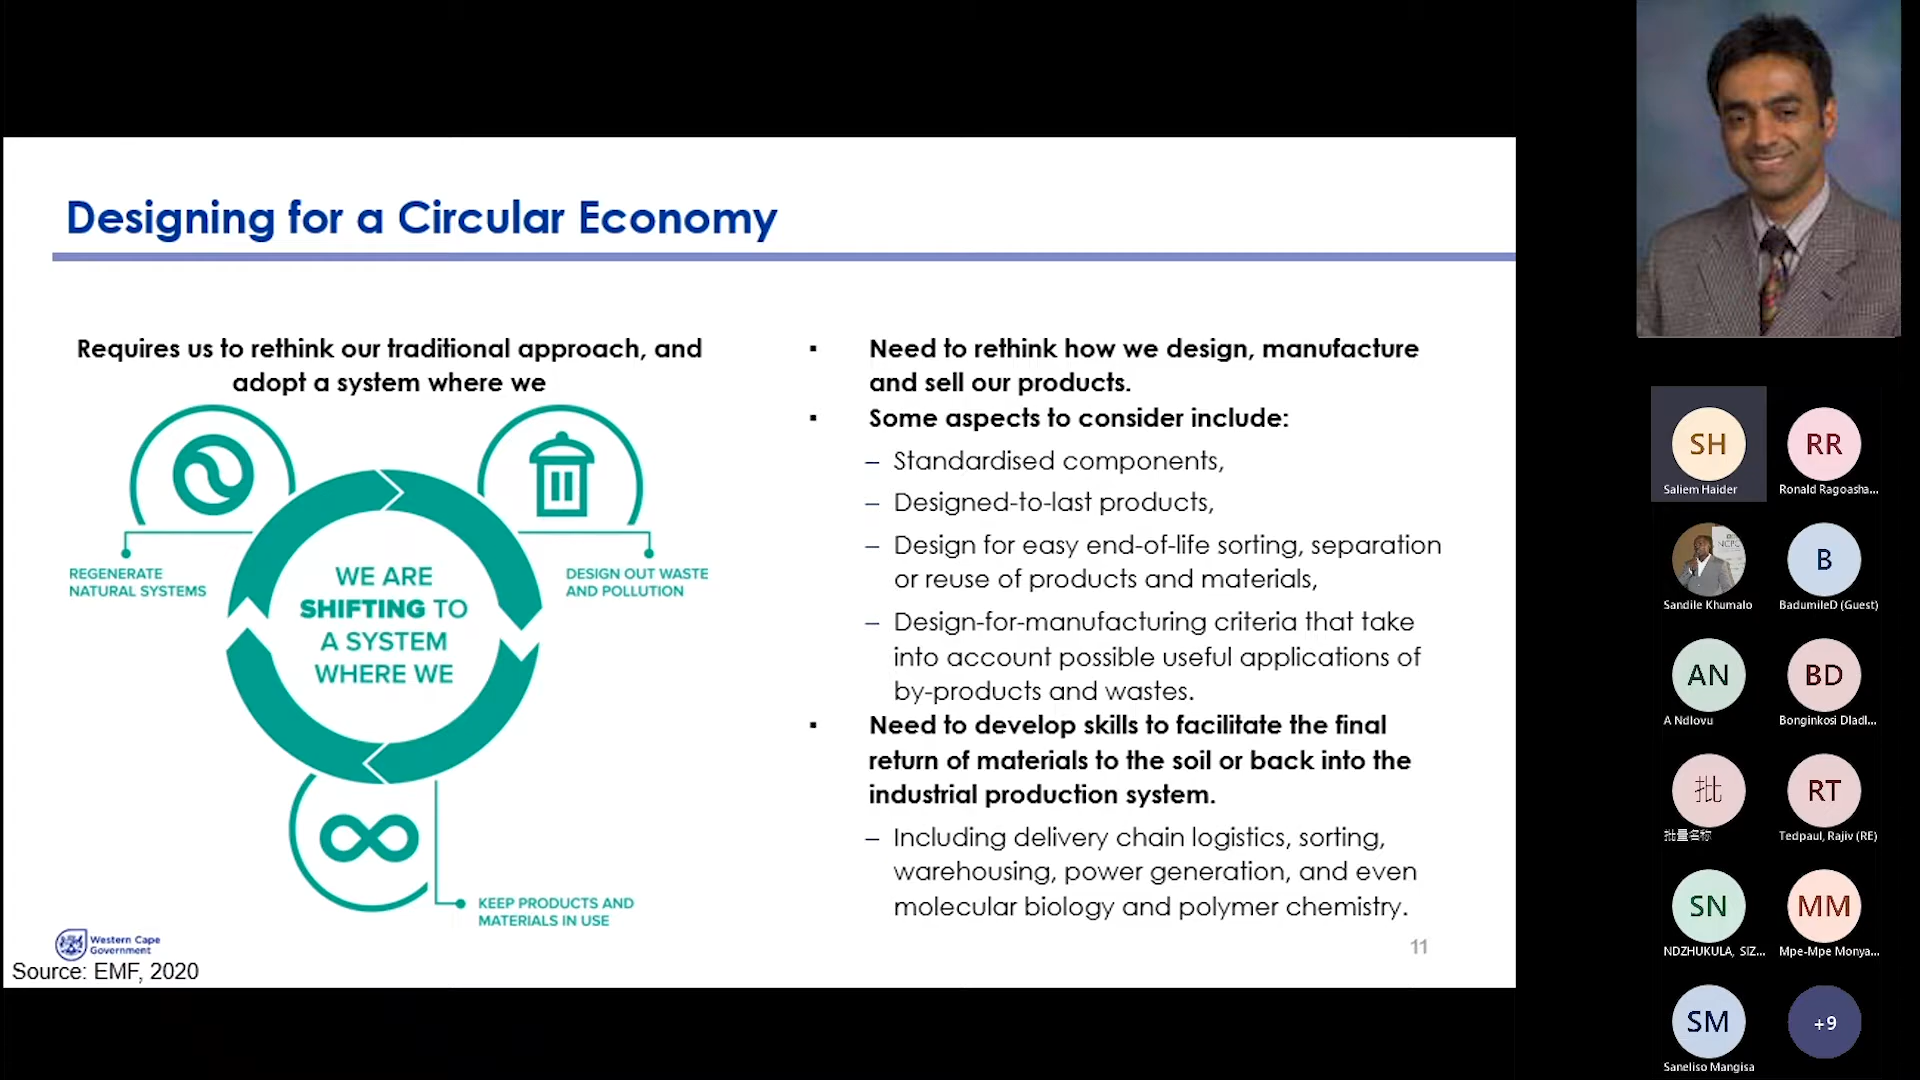 Designing for a Circular Economy
Requires us to rethink our traditional approach, and
adopt a system where we
REGENERATE
NATURAL SYSTEMS
DESIGN OUT WASTE
AND POLLUTION
WE ARE
SHIFTING TO
A SYSTEM
WHERE WE
KEEP PRODUCTS AND
MATERIALS IN USE
Western Cape
Government
Source: EMF, 2020
▪ Need to rethink how we design, manufacture
and sell our products.
▪ Some aspects to consider include:
– Standardised components,
– Designed-to-last products,
– Design for easy end-of-life sorting, separation
or reuse of products and materials,
– Design-for-manufacturing criteria that take
into account possible useful applications of
by-products and wastes.
▪ Need to develop skills to facilitate the final
return of materials to the soil or back into the
industrial production system.
– Including delivery chain logistics, sorting,
warehousing, power generation, and even
molecular biology and polymer chemistry.
11
SH
Saliem Haider
RR
Ronald Ragoasha...
Sandile Khumalo
B
BadumileD (Guest)
AN
A Ndlovu
BD
Bonginkosi Dladl...
批
批量名称
RT
Tedpaul, Rajiv (RE)
SN
NDZHUKULA, SIZ...
MM
Mpe-Mpe Monya...
SM
Saneliso Mangisa
+9